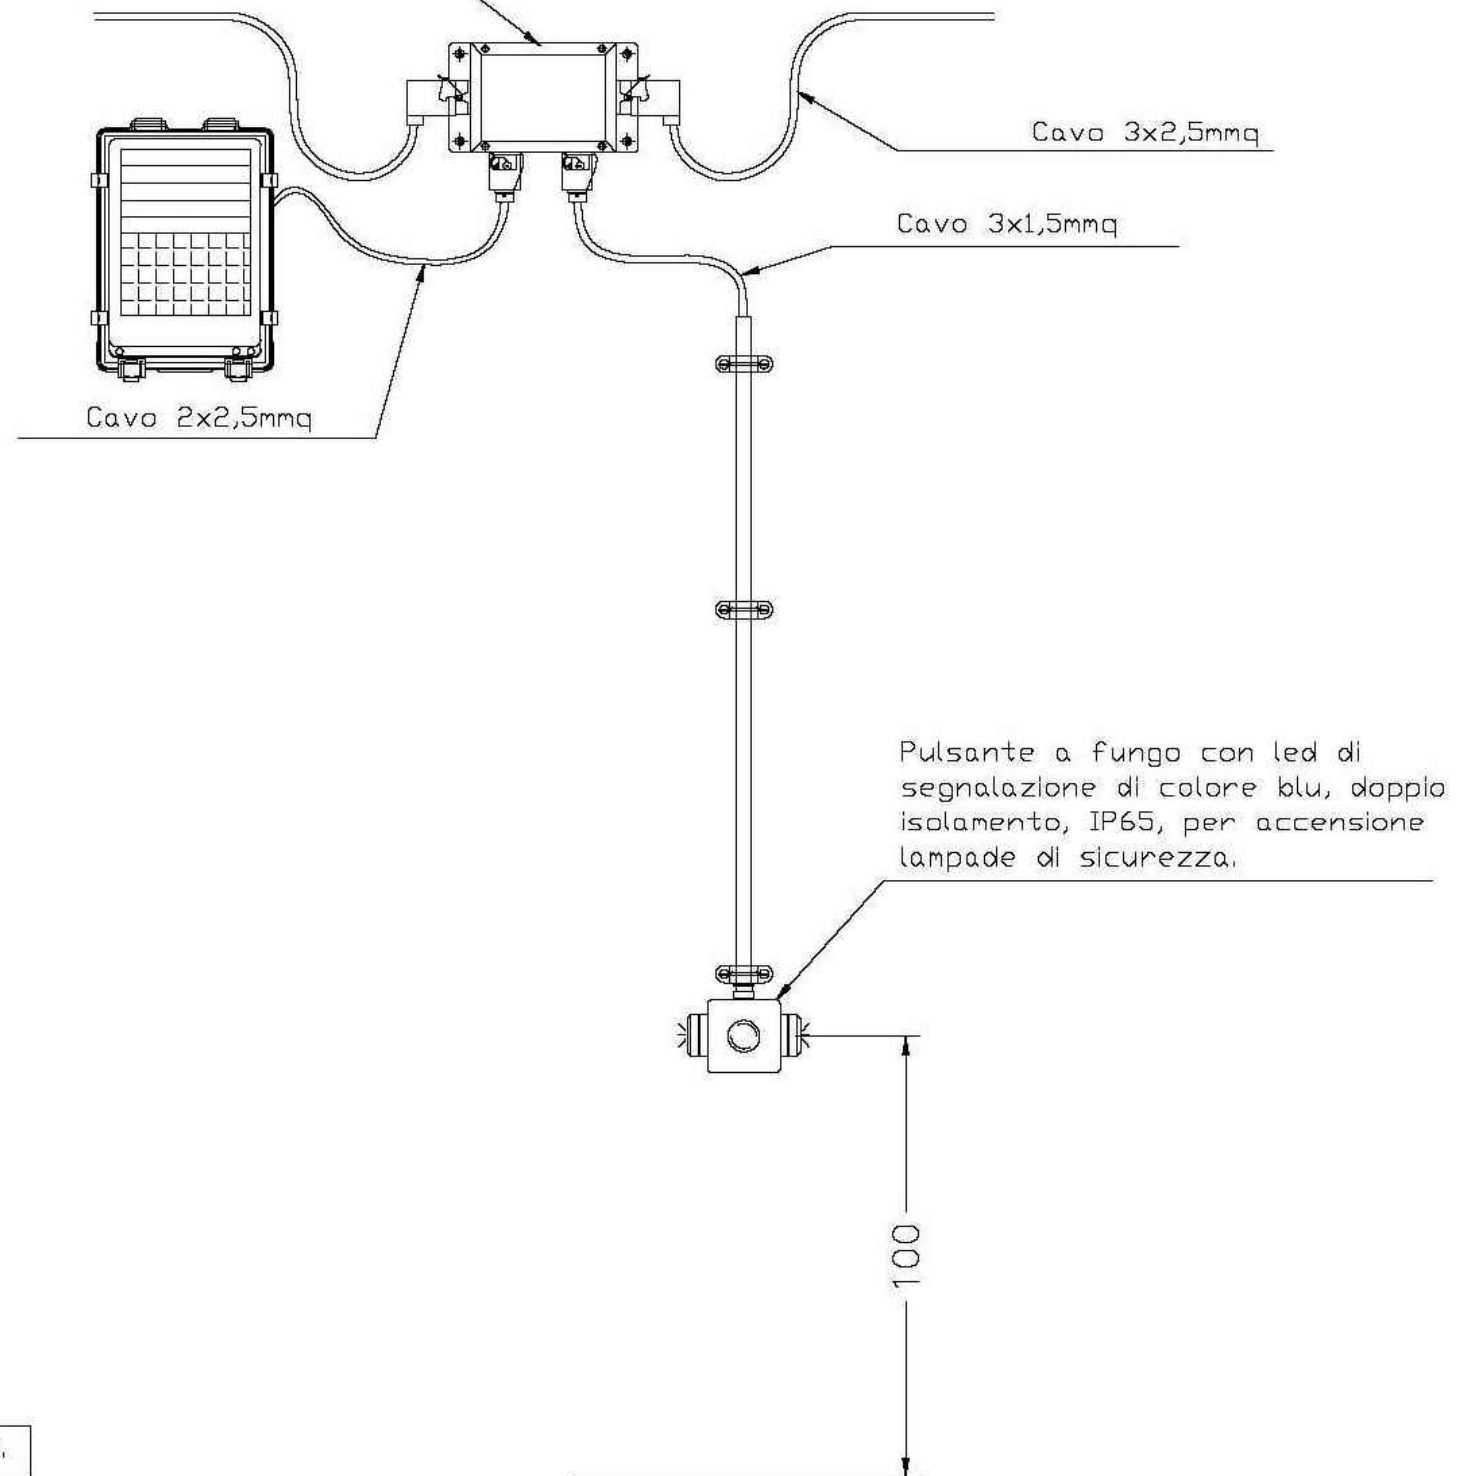 Cavo 3x2,5mmq
Cavo 3x1,5mmq
Cavo 2x2,5mmq
Pulsante a fungo con led di
segnalazione di colore blu, doppio
isolamento, IP65, per accensione
lampade di sicurezza.
100